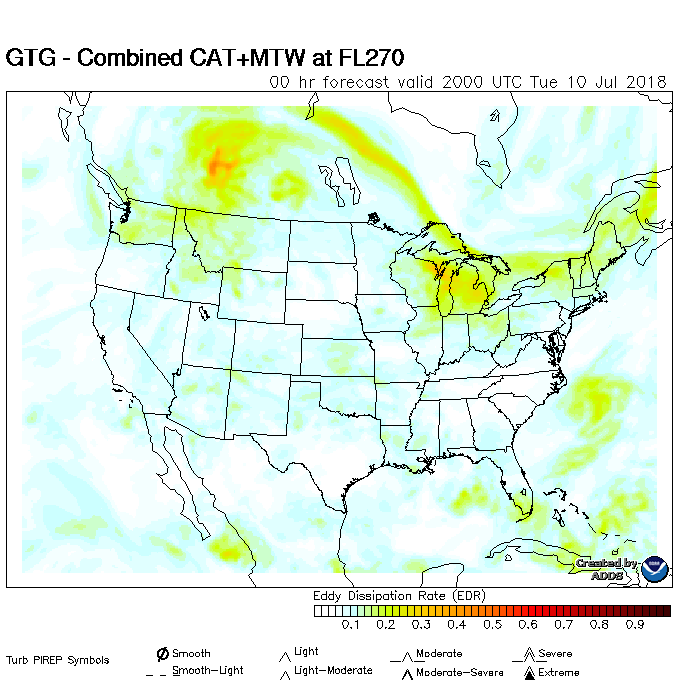 GTG - Combined CAT+MTW at FL270
00 hr forecast valid 2000 UTC Tue 10 Jul 2018
Created by
ADDS
Eddy Dissipation Rate (EDR)
0.1 0.2 0.3 0.4 0.5 0.6 0.7 0.8 0.9
Turb PIREP Symbols
Smooth Light Moderate Severe
Smooth-Light Light-Moderate Moderate-Severe Extreme